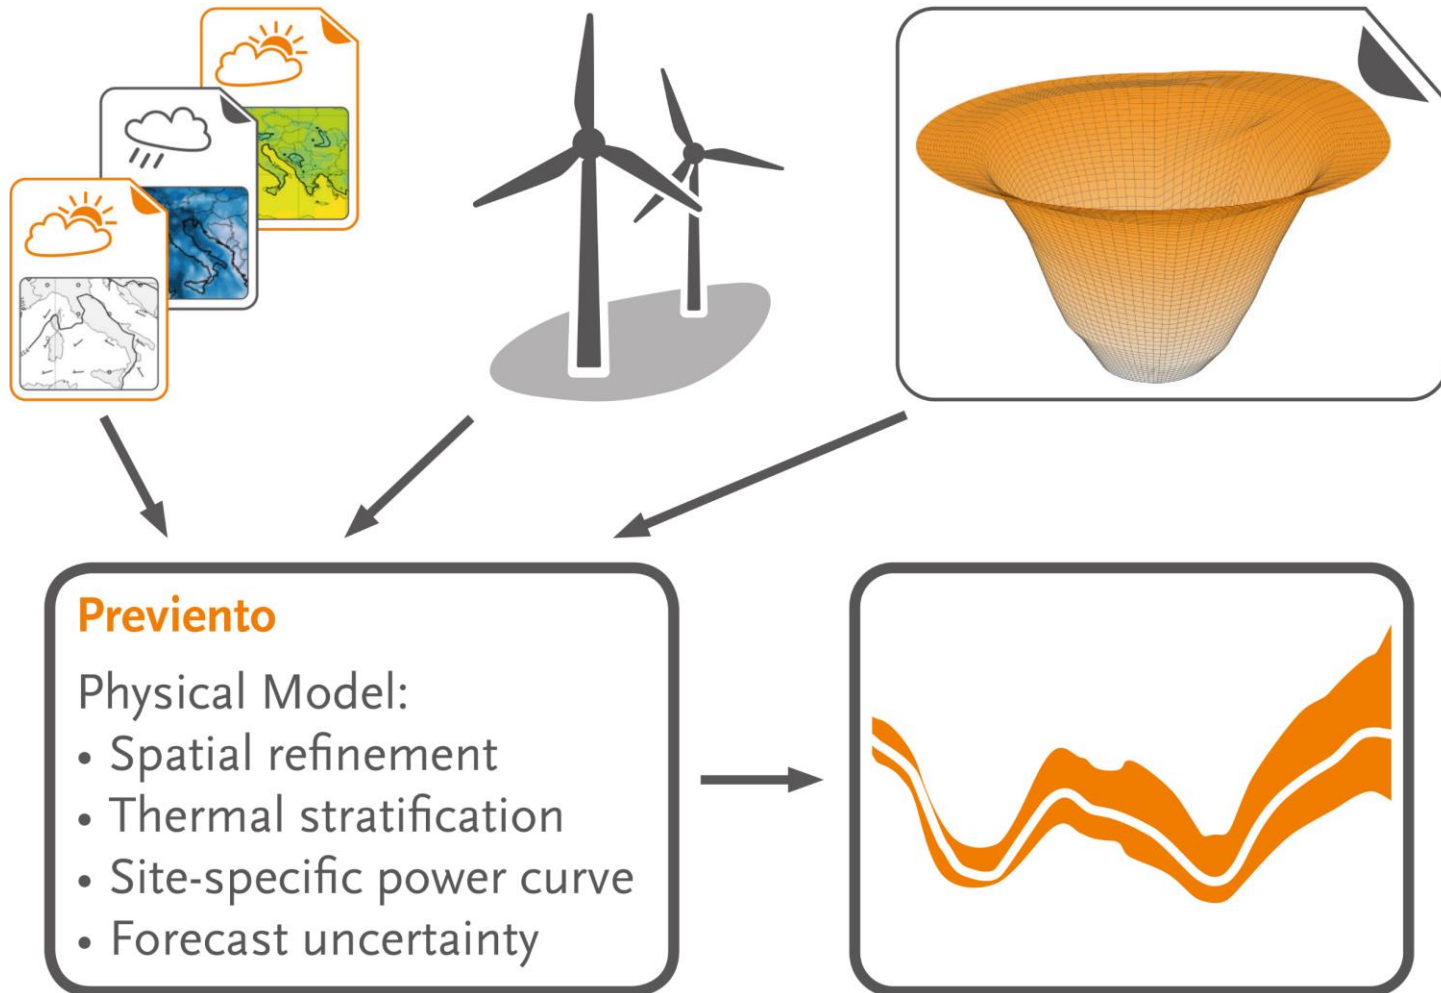 Previento
Physical Model:
• Spatial refinement
• Thermal stratification
• Site-specific power curve
• Forecast uncertainty